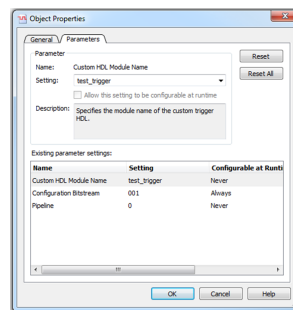 Object Properties
General
Parameters
Parameter
Name: Custom HDL Module Name
Setting: test_trigger
Allow this setting to be configurable at runtime
Description: Specifies the module name of the custom trigger
HDL.
Reset
Reset All
Existing parameter settings:
Name Setting Configurable at Runti
Custom HDL Module Name test_trigger Never
Configuration Bitstream 001 Always
Pipeline 0 Never
OK Cancel Help